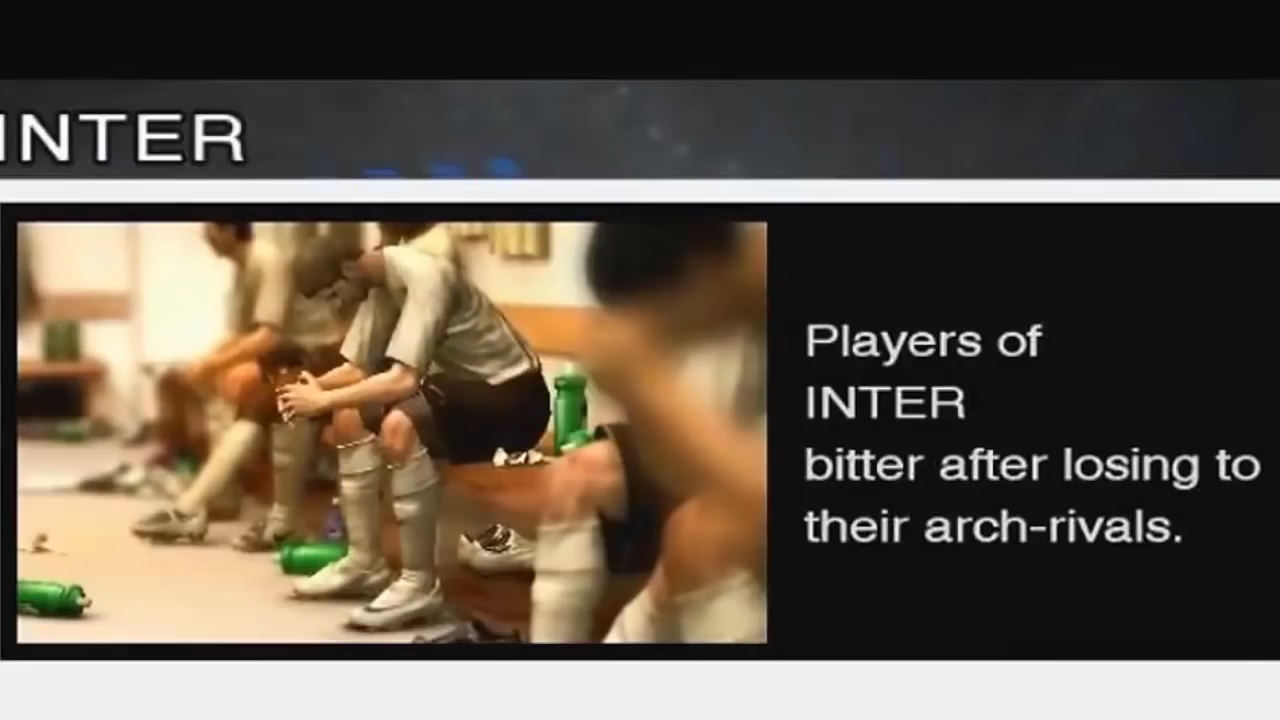 INTER
Players of
INTER
bitter after losing to
their arch-rivals.